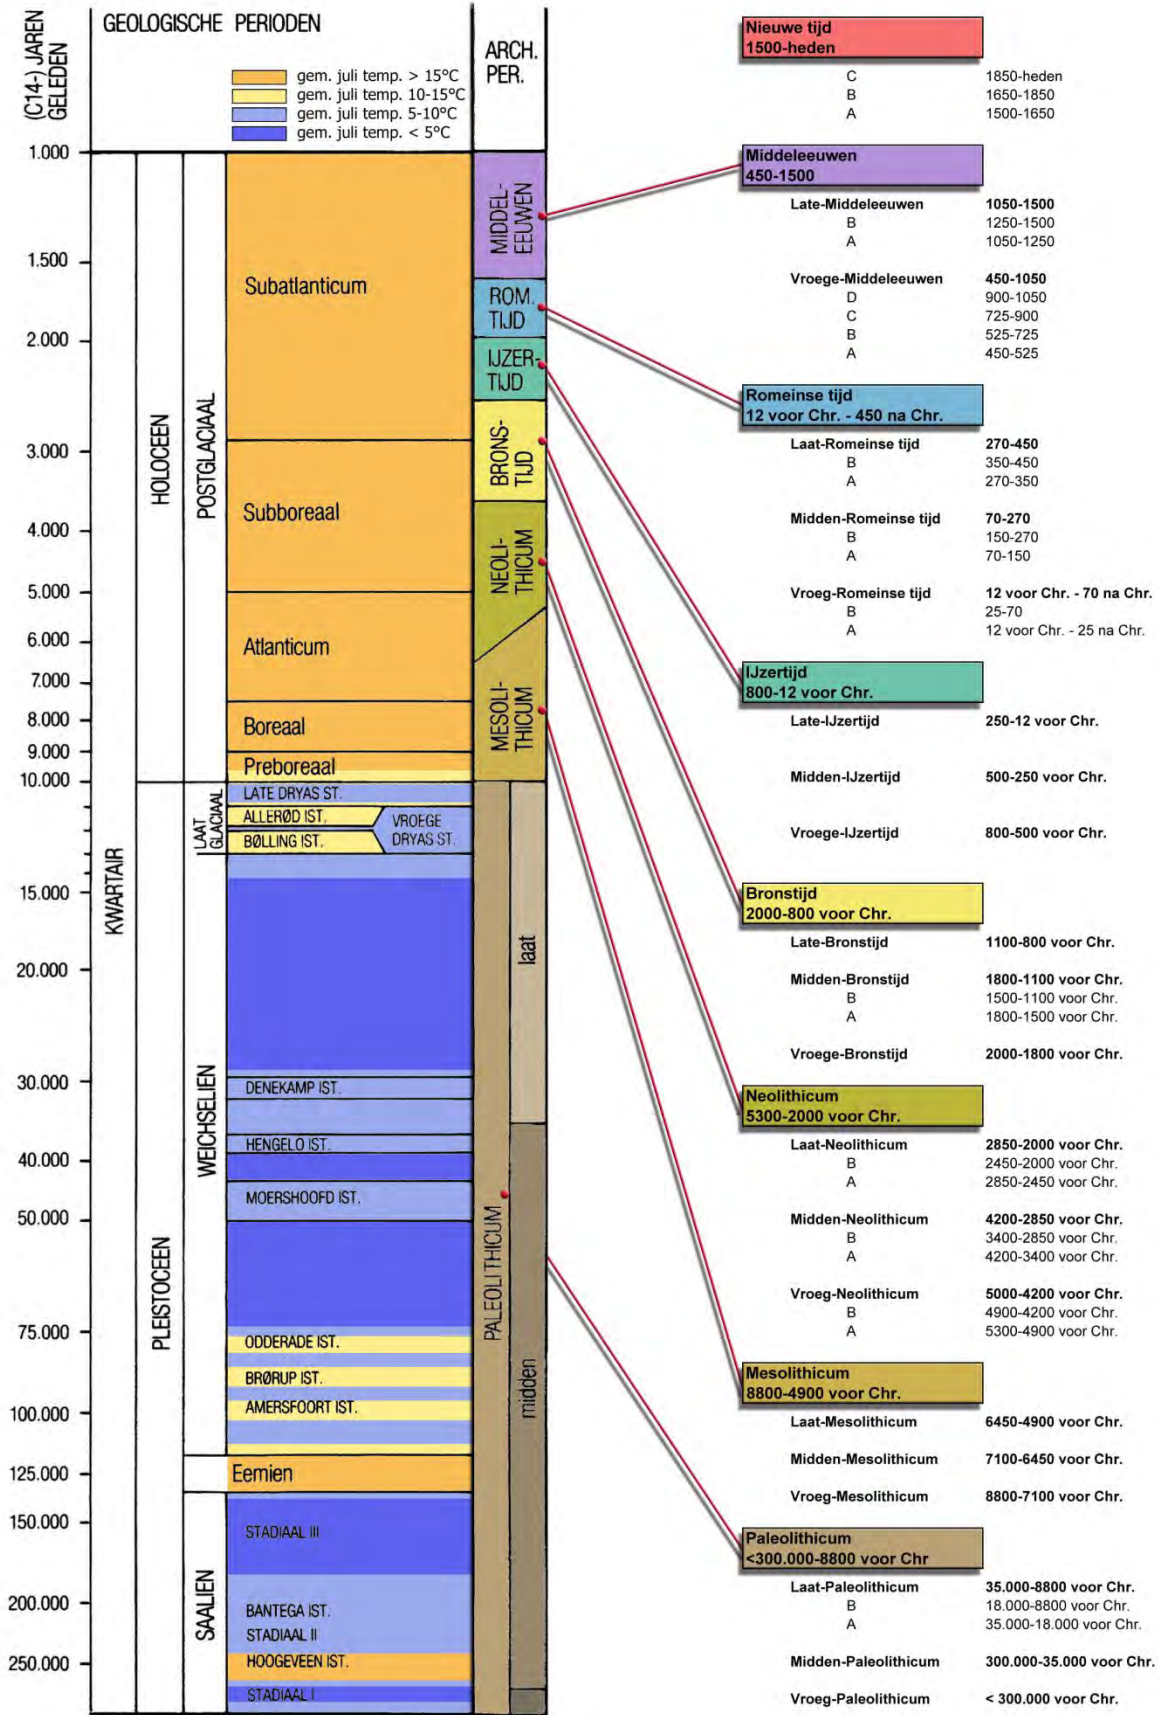 (C14-) JAREN
GELEDEN
GEOLOGISCHE PERIODEN
gem. juli temp. > 15°C
gem. juli temp. 10-15°C
gem. juli temp. 5-10°C
gem. juli temp. < 5°C
ARCH.
PER.
1.000
1.500
2.000
3.000
4.000
5.000
6.000
7.000
8.000
9.000
10.000
15.000
20.000
30.000
40.000
50.000
75.000
100.000
125.000
150.000
200.000
250.000
KWARTAIR
HOLOCEEN
PLEISTOCEEN
POSTGLACIAAL
LAAT
GLACIAAL
WEICHSELIEN
SAALIEN
Subatlanticum
Subboreaal
Atlanticum
Boreaal
Preboreaal
LATE DRYAS ST.
ALLERØD IST.
VROEGE
DRYAS ST.
BØLLING IST.
DENEKAMP IST.
HENGELO IST.
MOERSHOOFD IST.
ODDERADE IST.
BRØRUP IST.
AMERSFOORT IST.
Eemien
STADIAAL III
BANTEGA IST.
STADIAAL II
HOOGEVEEN IST.
STADIAAL I
MIDDEL-
EEUWEN
ROM.
TIJD
IJZER-
TIJD
BRONS-
TIJD
NEOLI-
THICUM
MESOLI-
THICUM
PALEOLITHICUM
laat
midden
Nieuwe tijd
1500-heden
C 1850-heden
B 1650-1850
A 1500-1650
Middeleeuwen
450-1500
Late-Middeleeuwen 1050-1500
B 1250-1500
A 1050-1250
Vroege-Middeleeuwen 450-1050
D 900-1050
C 725-900
B 525-725
A 450-525
Romeinse tijd
12 voor Chr. - 450 na Chr.
Laat-Romeinse tijd 270-450
B 350-450
A 270-350
Midden-Romeinse tijd 70-270
B 150-270
A 70-150
Vroeg-Romeinse tijd 12 voor Chr. - 70 na Chr.
B 25-70
A 12 voor Chr. - 25 na Chr.
IJzertijd
800-12 voor Chr.
Late-IJzertijd 250-12 voor Chr.
Midden-IJzertijd 500-250 voor Chr.
Vroege-IJzertijd 800-500 voor Chr.
Bronstijd
2000-800 voor Chr.
Late-Bronstijd 1100-800 voor Chr.
Midden-Bronstijd 1800-1100 voor Chr.
B 1500-1100 voor Chr.
A 1800-1500 voor Chr.
Vroege-Bronstijd 2000-1800 voor Chr.
Neolithicum
5300-2000 voor Chr.
Laat-Neolithicum 2850-2000 voor Chr.
B 2450-2000 voor Chr.
A 2850-2450 voor Chr.
Midden-Neolithicum 4200-2850 voor Chr.
B 3400-2850 voor Chr.
A 4200-3400 voor Chr.
Vroeg-Neolithicum 5000-4200 voor Chr.
B 4900-4200 voor Chr.
A 5300-4900 voor Chr.
Mesolithicum
8800-4900 voor Chr.
Laat-Mesolithicum 6450-4900 voor Chr.
Midden-Mesolithicum 7100-6450 voor Chr.
Vroeg-Mesolithicum 8800-7100 voor Chr.
Paleolithicum
<300.000-8800 voor Chr
Laat-Paleolithicum 35.000-8800 voor Chr.
B 18.000-8800 voor Chr.
A 35.000-18.000 voor Chr.
Midden-Paleolithicum 300.000-35.000 voor Chr.
Vroeg-Paleolithicum < 300.000 voor Chr.